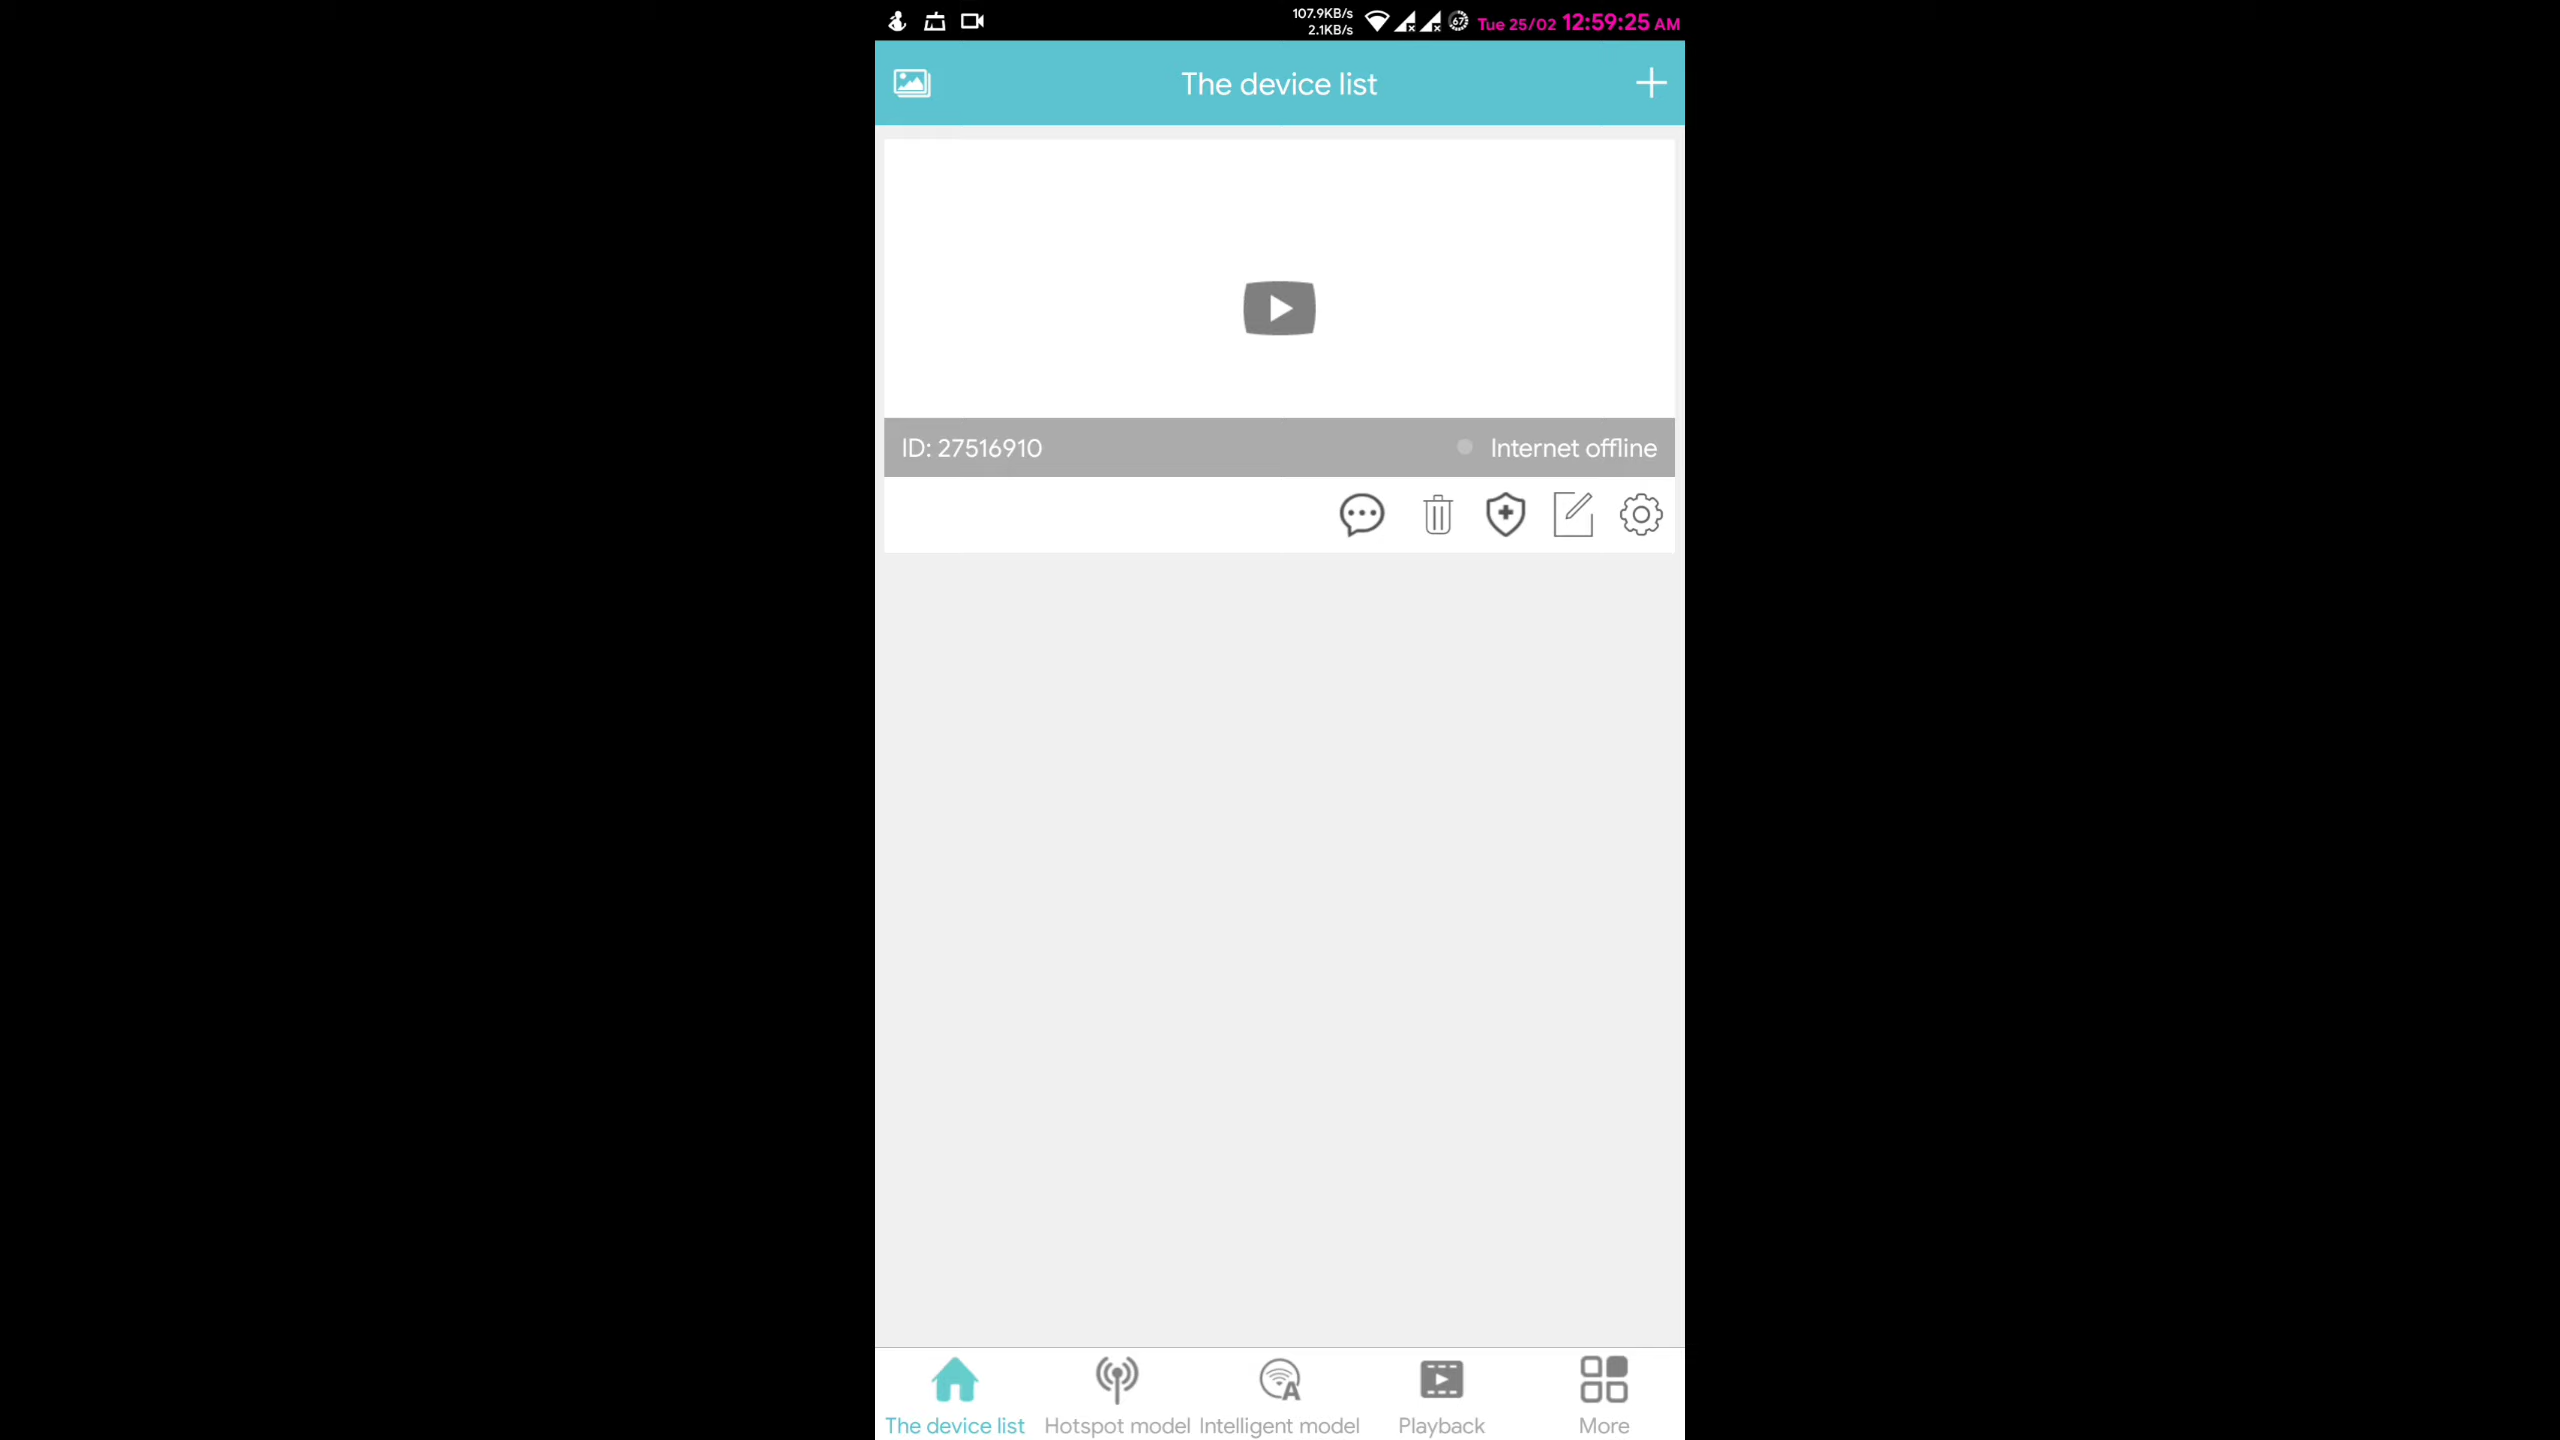 107.9KB/s
2.1KB/s
67
Tue 25/02 12:59:25 AM
The device list
ID: 27516910
Internet offline
The device list
Hotspot model
A
Intelligent model
Playback
More